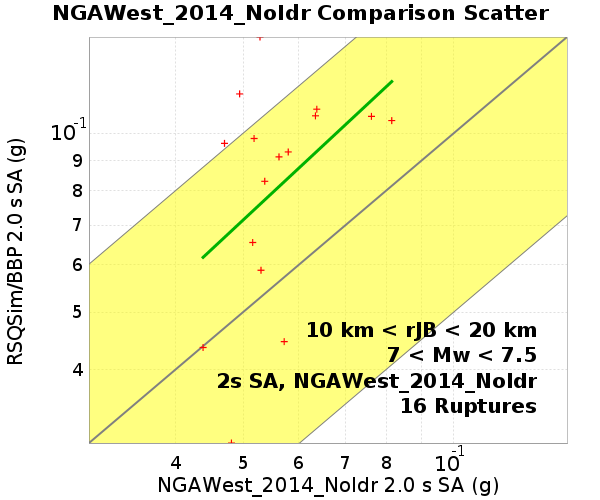 NGAWest_2014_NoIdr Comparison Scatter
RSQSim/BBP 2.0 s SA (g)
10-1
9
8
7
6
5
4
10 km < rJB < 20 km
7 < Mw < 7.5
2s SA, NGAWest_2014_NoIdr
16 Ruptures
4 5 6 7 8 10-1
NGAWest_2014_NoIdr 2.0 s SA (g)